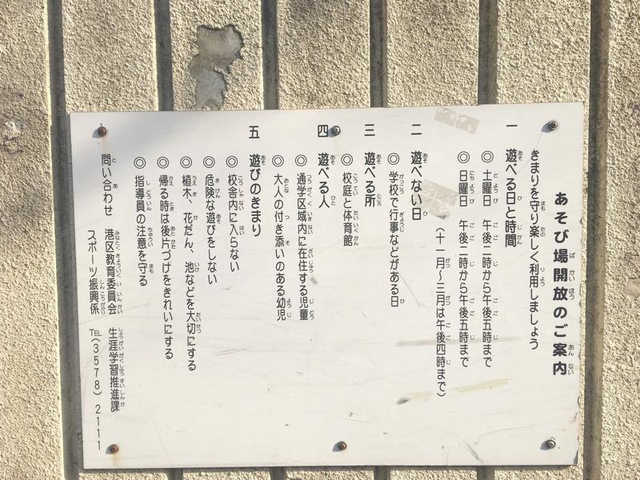 あそび場開放のご案内
きまりを守り楽しく利用しましょう
一 遊べる日と時間
◎土曜日 午後二時から午後五時まで
◎日曜日 午後二時から午後五時まで
（十一月～三月は午後四時まで）
二 遊べない日
◎学校で行事などがある日
三 遊べる所
◎校庭と体育館
四 遊べる人
◎通学区域内に在住する児童
◎大人の付き添いのある幼児
五 遊びのきまり
◎校舎内に入らない
◎危険な遊びをしない
◎植木、花だん、池などを大切にする
◎帰る時は後片づけをきれいにする
◎指導員の注意を守る
問い合わせ 港区教育委員会 生涯学習推進課
スポーツ振興係 TEL（3578）2111